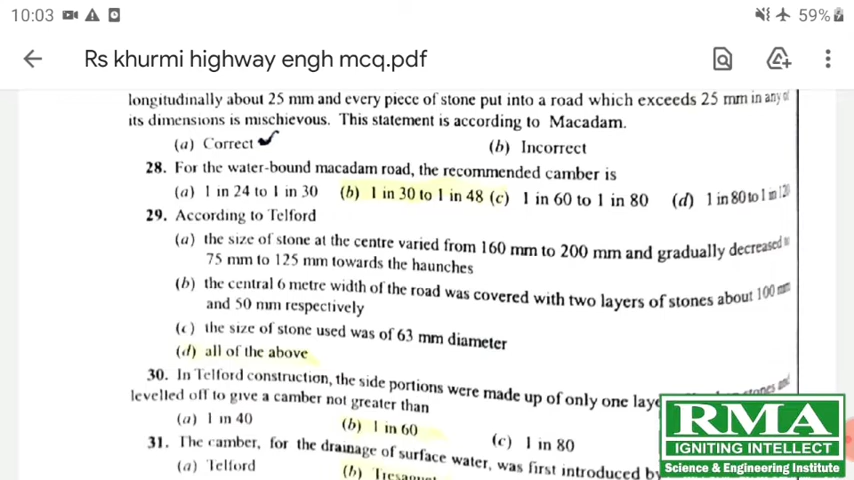 10:03
59%
Rs khurmi highway engh mcq.pdf
longitudinally about 25 mm and every piece of stone put into a road which exceeds 25 mm in any of
its dimensions is mischievous. This statement is according to Macadam.
(a) Correct (b) Incorrect
28. For the water-bound macadam road, the recommended camber is
(a) 1 in 24 to 1 in 30 (b) 1 in 30 to 1 in 48 (c) 1 in 60 to 1 in 80 (d) 1 in 80 to 1 in 120
29. According to Telford
(a) the size of stone at the centre varied from 160 mm to 200 mm and gradually decreased to
75 mm to 125 mm towards the haunches
(b) the central 6 metre width of the road was covered with two layers of stones about 100 mm
and 50 mm respectively
(c) the size of stone used was of 63 mm diameter
(d) all of the above
30. In Telford construction, the side portions were made up of only one stones and
levelled off to give a camber not greater than
(a) 1 in 40 (b) 1 in 60 (c) 1 in 80
31. The camber, for the drainage of surface water, was first introduced by
(a) Telford (b)
RMA
IGNITING INTELLECT
Science & Engineering Institute